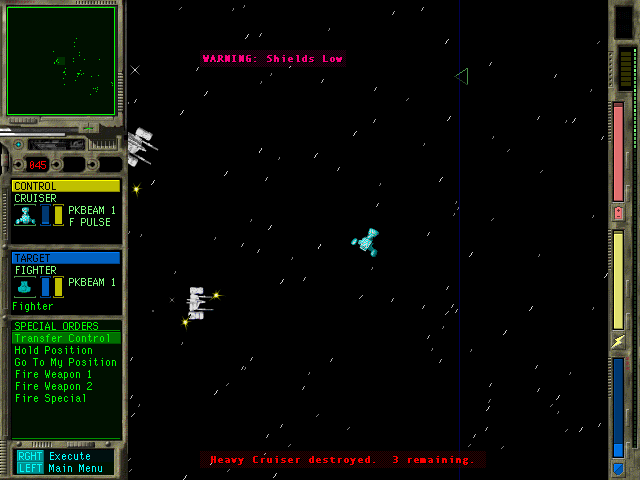 WARNING: Shields Low
045
CONTROL
CRUISER
PKBEAM 1
F PULSE
TARGET
FIGHTER
PKBEAM 1
Fighter
SPECIAL ORDERS
Transfer Control
Hold Position
Go To My Position
Fire Weapon 1
Fire Weapon 2
Fire Special
RGHT Execute
LEFT Main Menu
Heavy Cruiser destroyed. 3 remaining.